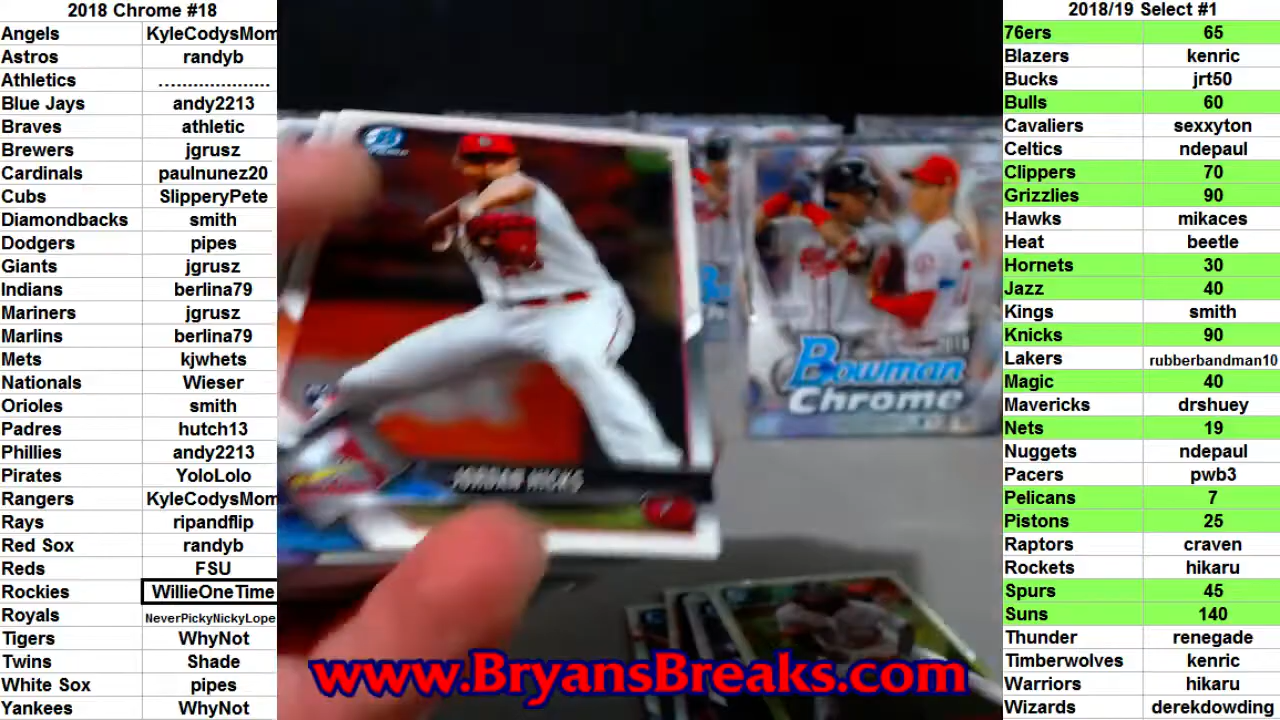 2018 Chrome #18
Angels KyleCodysMom
Astros randyb
Athletics ...................
Blue Jays andy2213
Braves athletic
Brewers jgrusz
Cardinals paulnunez20
Cubs SlipperyPete
Diamondbacks smith
Dodgers pipes
Giants jgrusz
Indians berlina79
Mariners jgrusz
Marlins berlina79
Mets kjwhets
Nationals Wieser
Orioles smith
Padres hutch13
Phillies andy2213
Pirates YoloLolo
Rangers KyleCodysMom
Rays ripandflip
Red Sox randyb
Reds FSU
Rockies WillieOneTime
Royals NeverPickyNickyLope
Tigers WhyNot
Twins Shade
White Sox pipes
Yankees WhyNot
JORDAN HICKS
Bowman
Chrome
www.BryansBreaks.com
2018/19 Select #1
76ers 65
Blazers kenric
Bucks jrt50
Bulls 60
Cavaliers sexxyton
Celtics ndepaul
Clippers 70
Grizzlies 90
Hawks mikaces
Heat beetle
Hornets 30
Jazz 40
Kings smith
Knicks 90
Lakers rubberbandman10
Magic 40
Mavericks drshuey
Nets 19
Nuggets ndepaul
Pacers pwb3
Pelicans 7
Pistons 25
Raptors craven
Rockets hikaru
Spurs 45
Suns 140
Thunder renegade
Timberwolves kenric
Warriors hikaru
Wizards derekdowding